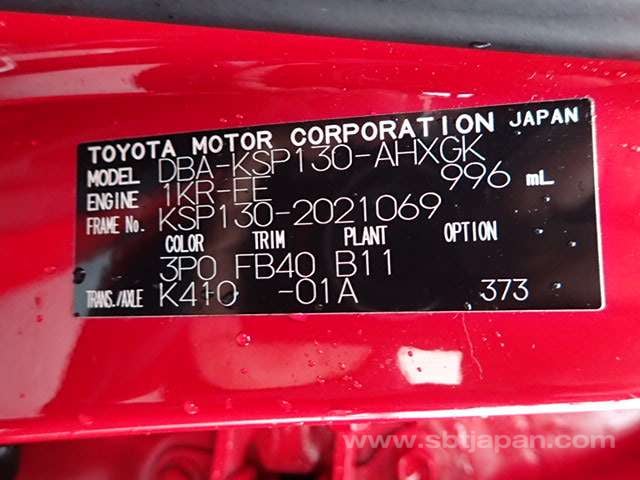 TOYOTA MOTOR CORPORATION JAPAN
MODEL DBA-KSP130-AHXGK
ENGINE 1KR-FE 996 mL
FRAME No. KSP130-2021069
COLOR TRIM PLANT OPTION
3P0 FB40 B11
TRANS./AXLE K410 -01A 373
www.sbtjapan.com